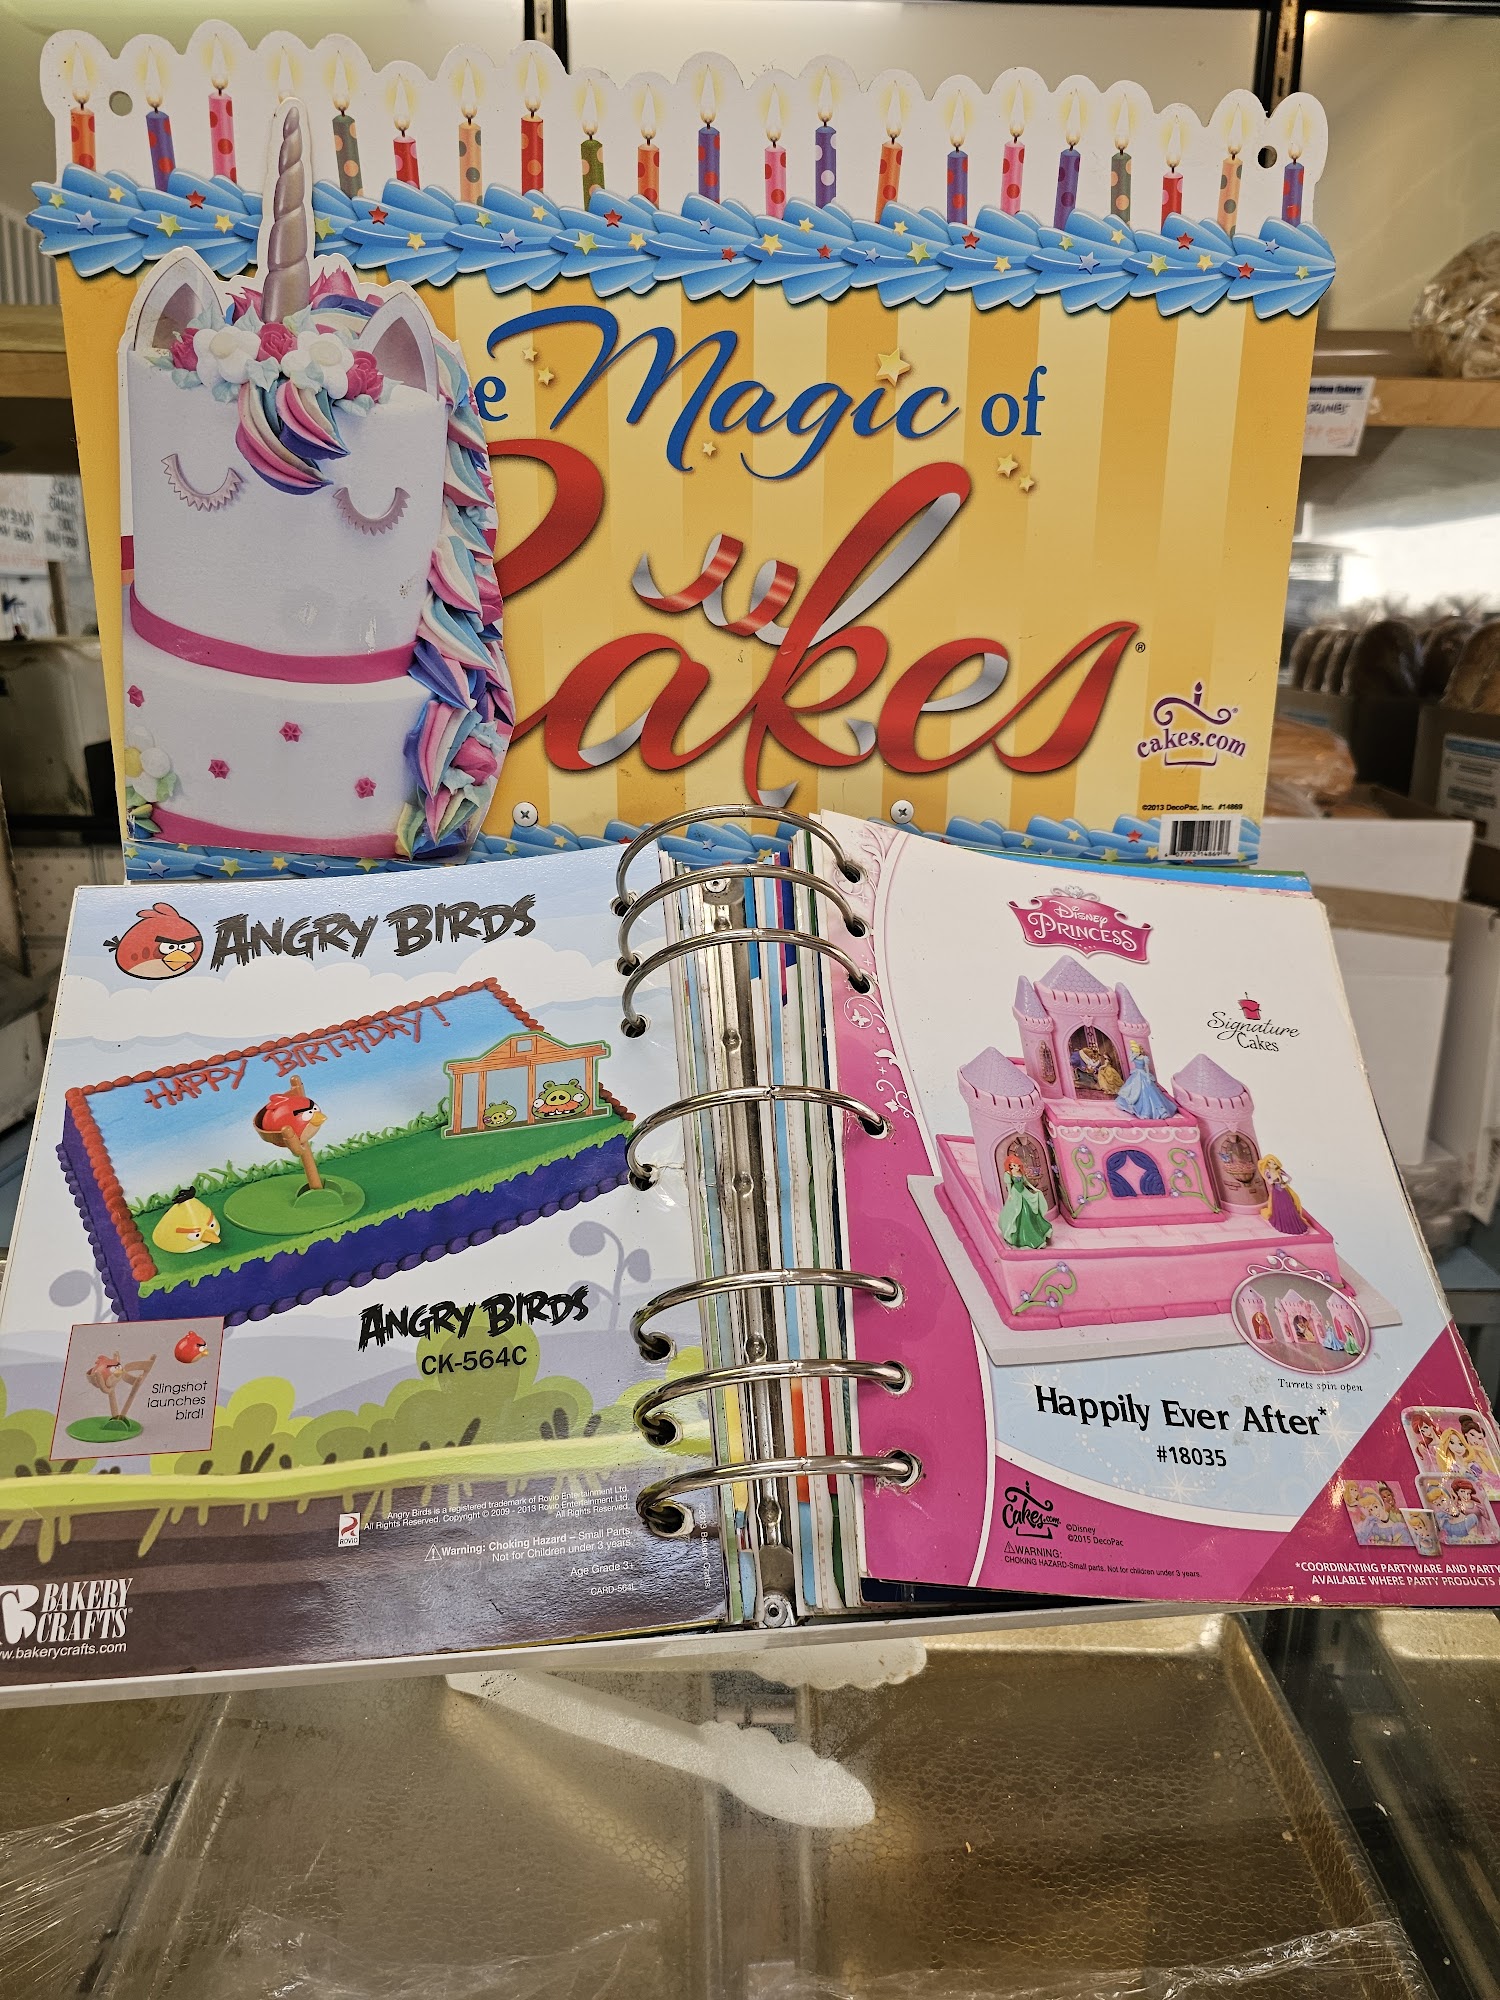 e Magic of
Cakes®
cakes.com®
©2013 DecoPac, Inc. #14869
ANGRY BIRDS
HAPPY BIRTHDAY!
ANGRY BIRDS
CK-564C
Slingshot
launches
bird!
Angry Birds is a registered trademark of Rovio Entertainment Ltd.
All Rights Reserved. Copyright © 2009 - 2013 Rovio Entertainment Ltd.
All Rights Reserved.
ROVIO
Warning: Choking Hazard – Small Parts.
Not for Children under 3 years.
Age Grade 3+
CARD-564L
BAKERY
CRAFTS®
w.bakerycrafts.com
Disney
PRINCESS
Signature
Cakes
Turrets spin open
Happily Ever After*
#18035
Cakes.com
©Disney
©2015 DecoPac
WARNING:
CHOKING HAZARD-Small parts. Not for children under 3 years.
*COORDINATING PARTYWARE AND PARTY
AVAILABLE WHERE PARTY PRODUCTS